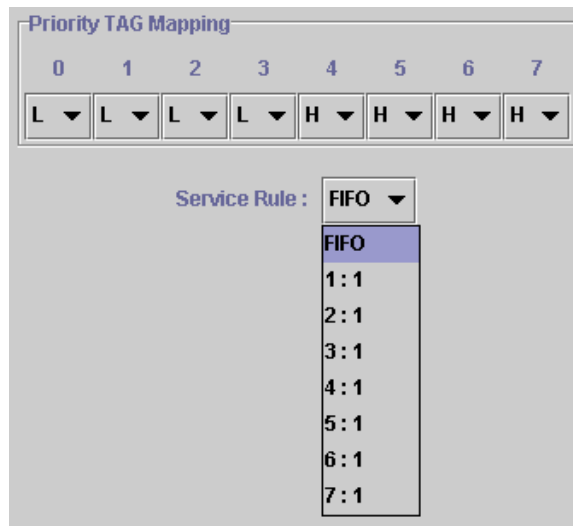 Priority TAG Mapping
0 1 2 3 4 5 6 7
L L L L H H H H
Service Rule : FIFO
FIFO
1 : 1
2 : 1
3 : 1
4 : 1
5 : 1
6 : 1
7 : 1